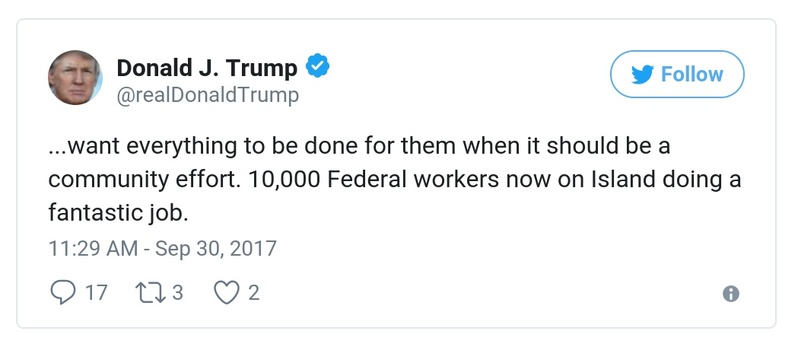 Donald J. Trump
@realDonaldTrump
Follow
...want everything to be done for them when it should be a
community effort. 10,000 Federal workers now on Island doing a
fantastic job.
11:29 AM - Sep 30, 2017
17 3 2